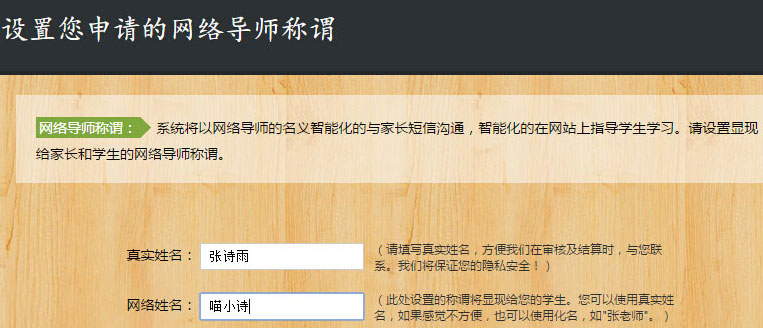 设置您申请的网络导师称谓
网络导师称谓： 系统将以网络导师的名义智能化的与家长短信沟通，智能化的在网站上指导学生学习。请设置显现
给家长和学生的网络导师称谓。
真实姓名： 张诗雨 （请填写真实姓名，方便我们在审核及结算时，与您联
系。我们将保证您的隐私安全！）
网络姓名： 喵小诗 （此处设置的称谓将显现给您的学生。您可以使用真实姓
名，如果感觉不方便，也可以使用化名，如"张老师"。）